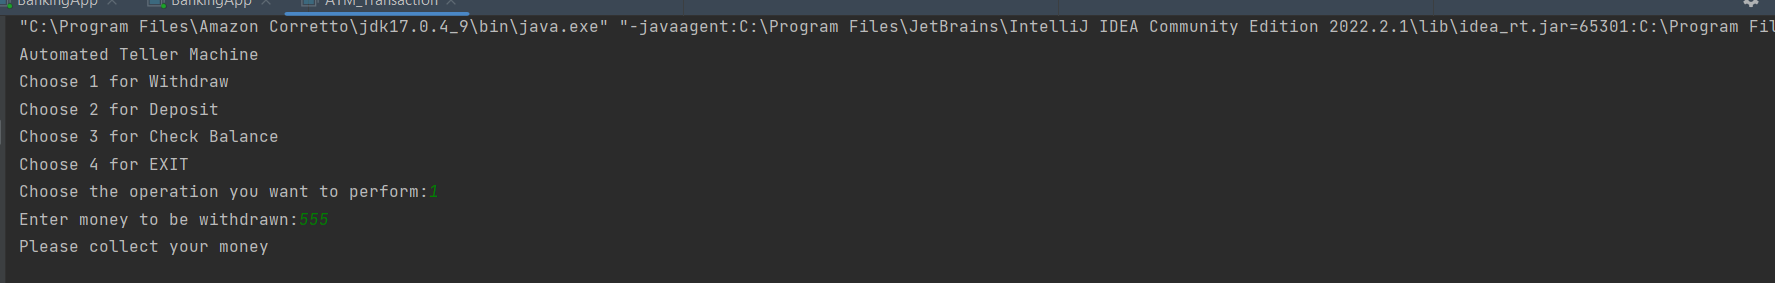 BankingApp BankingApp ATM_Transaction
"C:\Program Files\Amazon Corretto\jdk17.0.4_9\bin\java.exe" "-javaagent:C:\Program Files\JetBrains\IntelliJ IDEA Community Edition 2022.2.1\lib\idea_rt.jar=65301:C:\Program Fil
Automated Teller Machine
Choose 1 for Withdraw
Choose 2 for Deposit
Choose 3 for Check Balance
Choose 4 for EXIT
Choose the operation you want to perform:1
Enter money to be withdrawn:555
Please collect your money